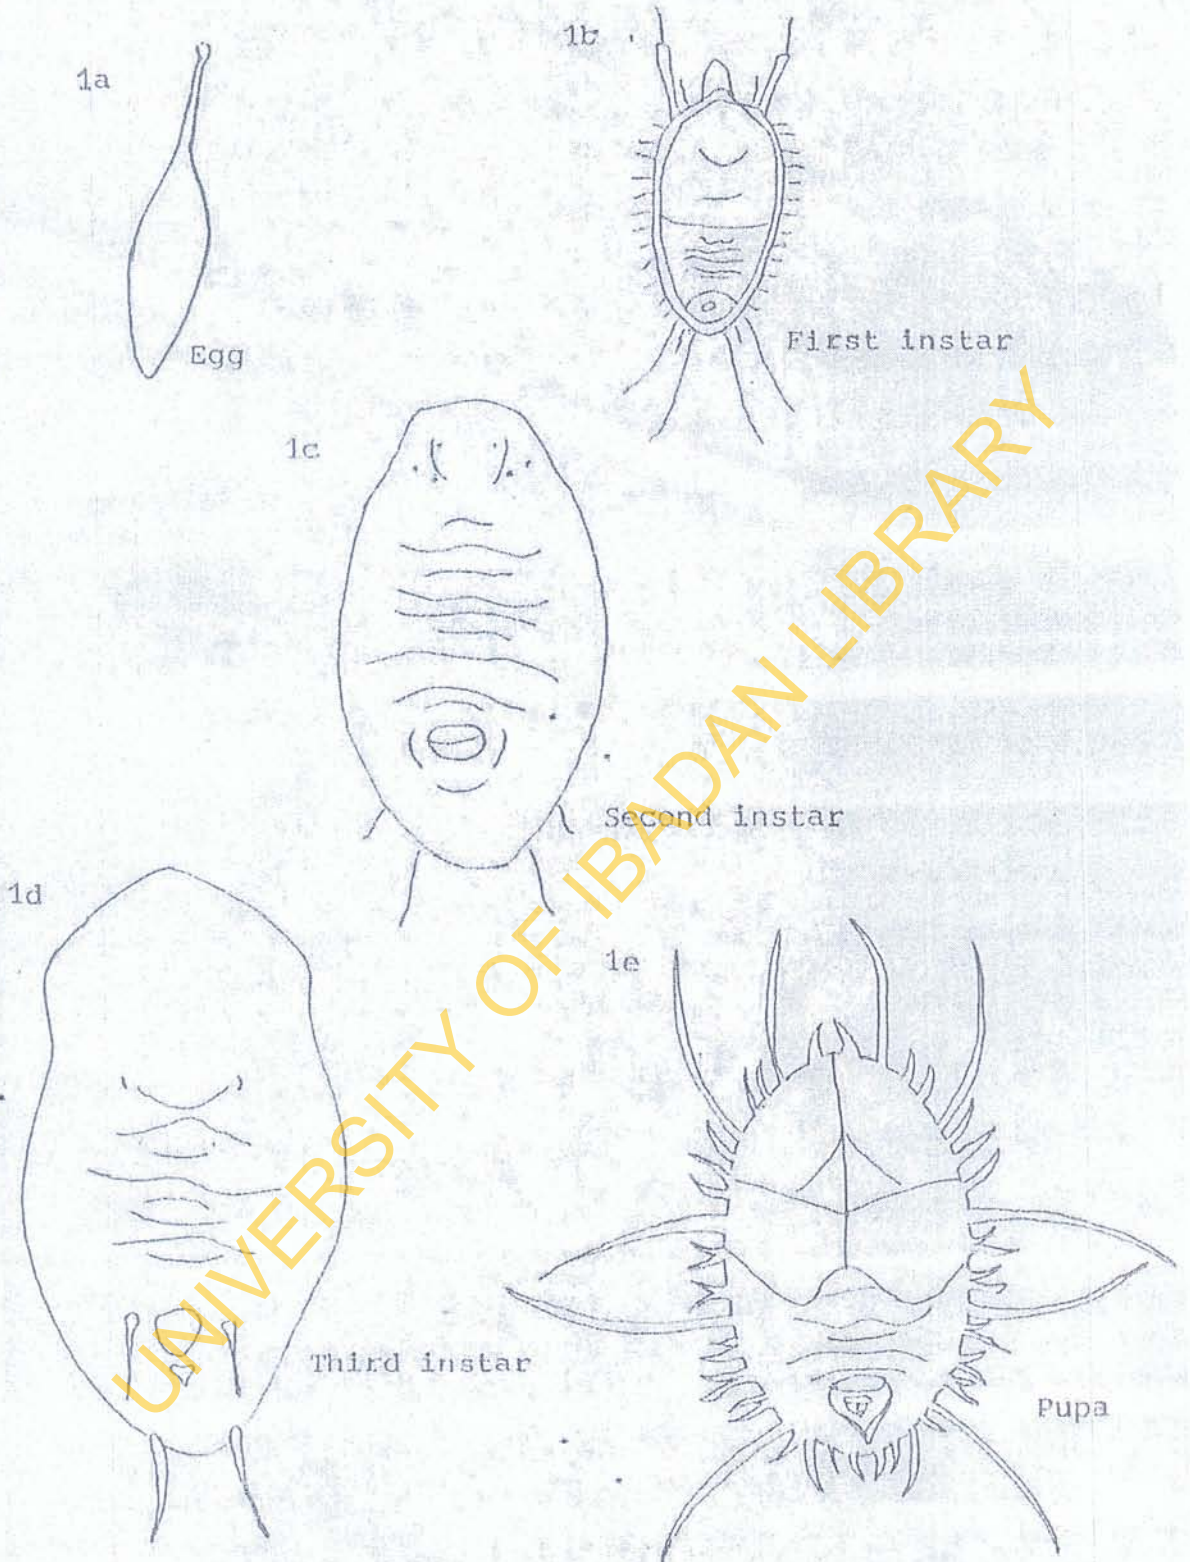 1a
1b
Egg
First instar
1c
Second instar
1d
1e
Third instar
Pupa
UNIVERSITY OF IBADAN LIBRARY